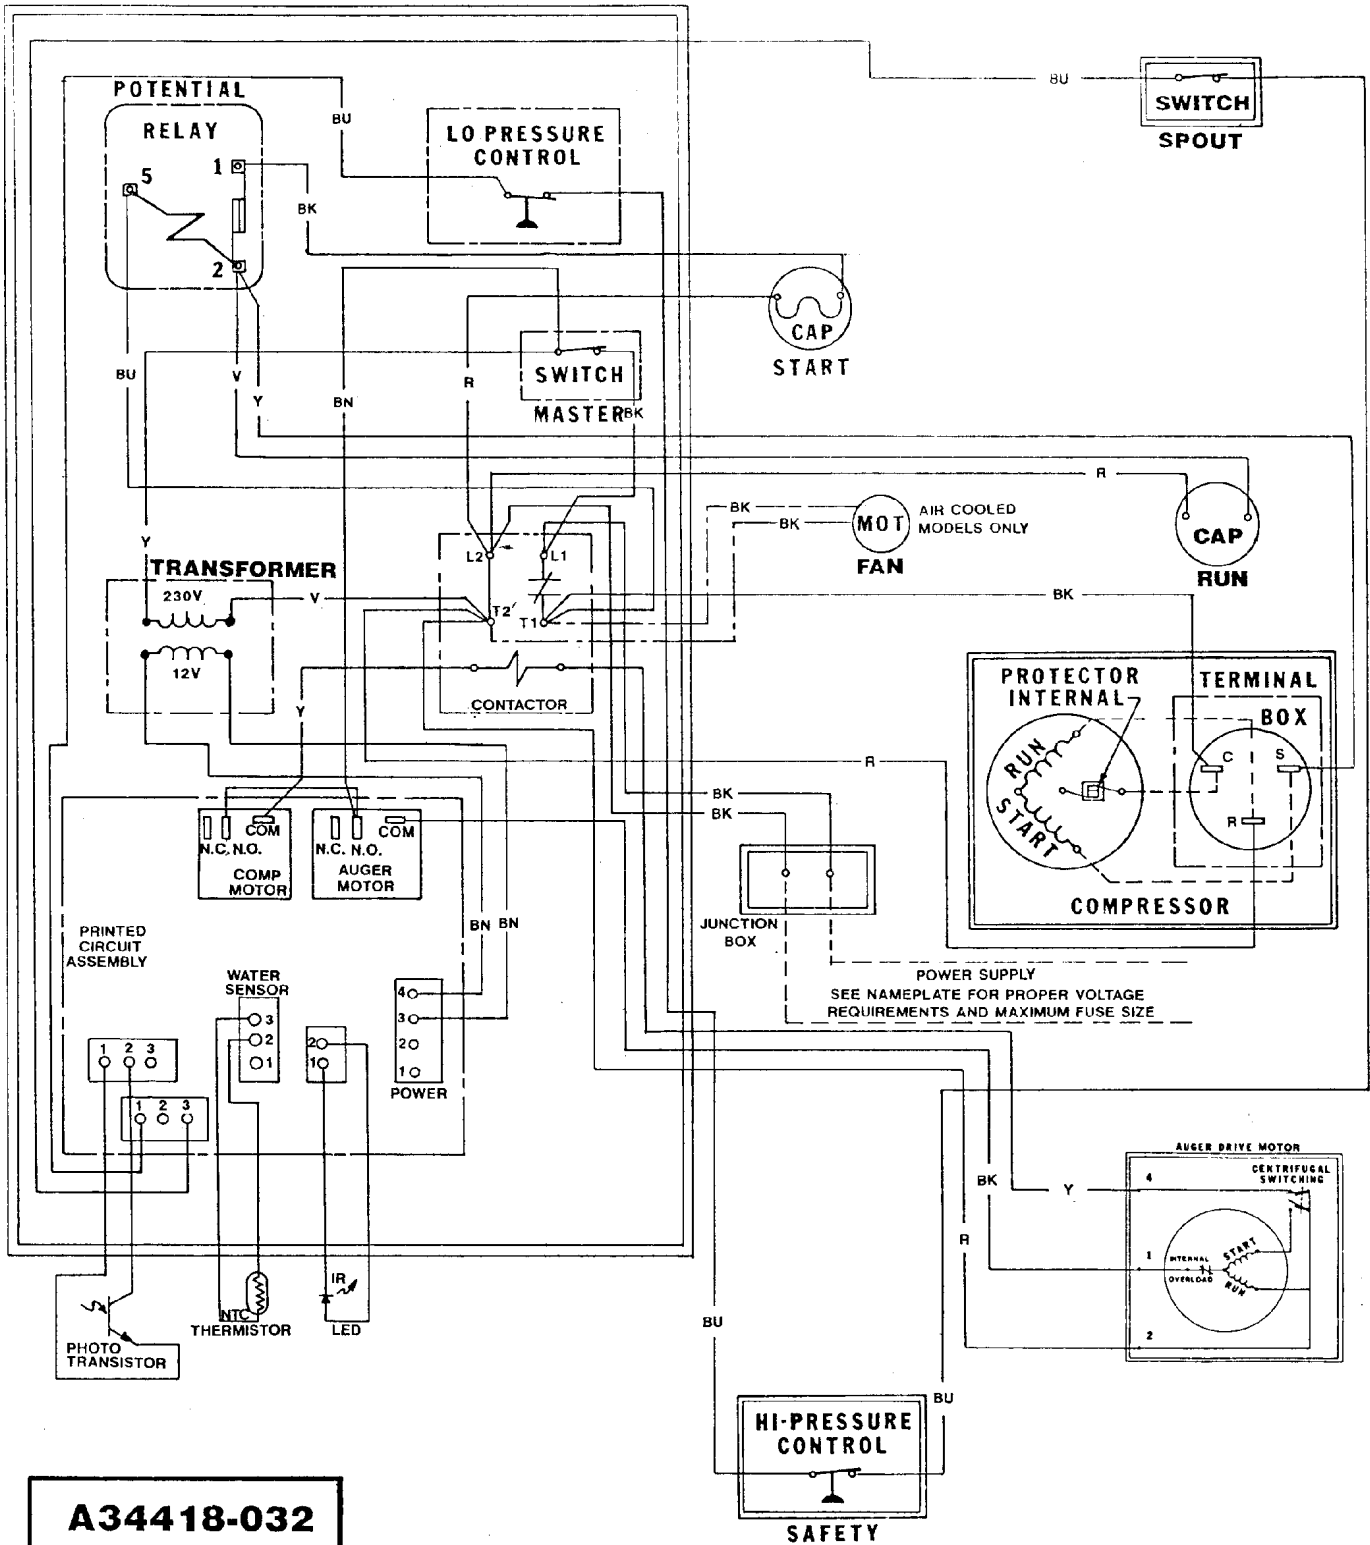 BU
SWITCH
SPOUT
POTENTIAL
RELAY
1
5
2
BU
LO PRESSURE
CONTROL
BK
CAP
START
BU
V
Y
BN
R
SWITCH
MASTER
BK
R
CAP
RUN
BK
BK
MOT
FAN
AIR COOLED
MODELS ONLY
Y
TRANSFORMER
230V
12V
V
L2
L1
T2
T1
CONTACTOR
Y
BK
PROTECTOR
INTERNAL
TERMINAL
BOX
RUN
START
C
S
R
COMPRESSOR
R
BK
BK
JUNCTION
BOX
POWER SUPPLY
SEE NAMEPLATE FOR PROPER VOLTAGE
REQUIREMENTS AND MAXIMUM FUSE SIZE
COM
N.C. N.O.
COMP
MOTOR
COM
N.C. N.O.
AUGER
MOTOR
BN BN
PRINTED
CIRCUIT
ASSEMBLY
WATER
SENSOR
3
2
1
2
1
4
3
2
1
POWER
1 2 3
1 2 3
PHOTO
TRANSISTOR
NTC
THERMISTOR
IR
LED
BK
Y
R
AUGER DRIVE MOTOR
CENTRIFUGAL
SWITCHING
4
1
2
INTERNAL
OVERLOAD
START
RUN
BU
BU
HI-PRESSURE
CONTROL
SAFETY
A34418-032